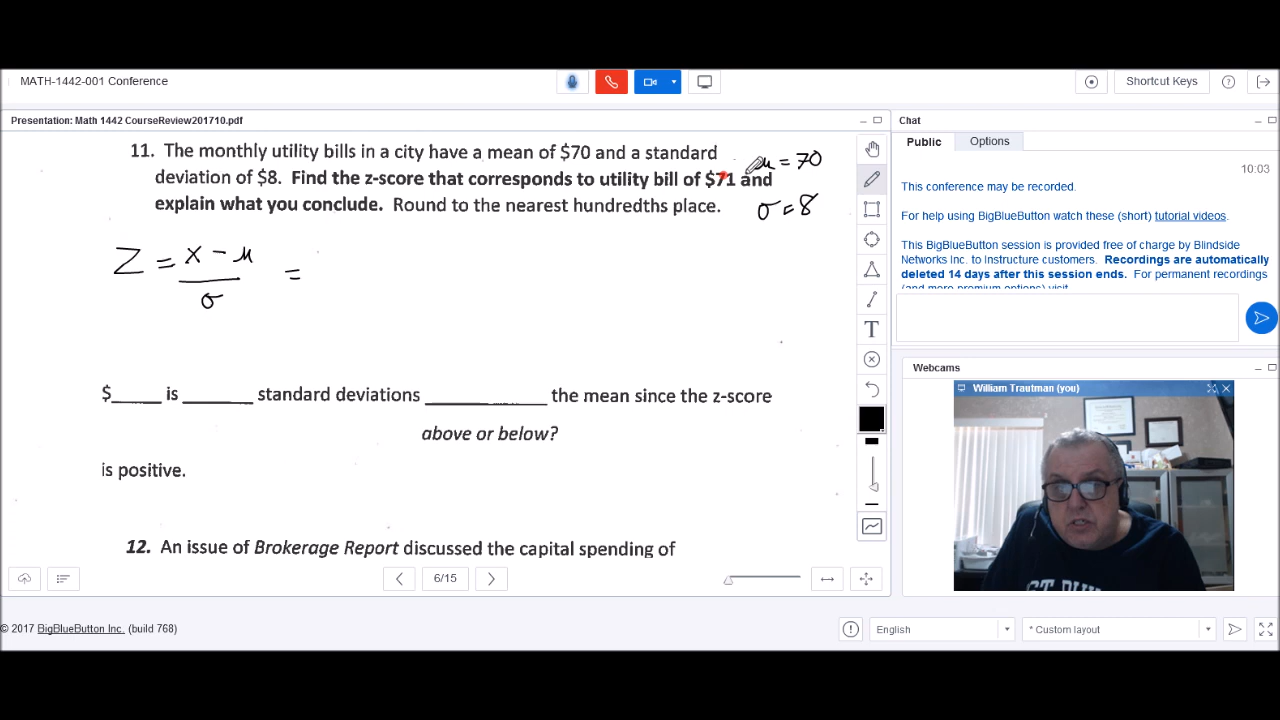 MATH-1442-001 Conference
Shortcut Keys
Presentation: Math 1442 CourseReview201710.pdf
11. The monthly utility bills in a city have a mean of $70 and a standard
deviation of $8. Find the z-score that corresponds to utility bill of $71 and
explain what you conclude. Round to the nearest hundredths place.
μ = 70
σ = 8
Z = x - μ / σ =
$_____ is _______ standard deviations ____________ the mean since the z-score
above or below?
is positive.
12. An issue of Brokerage Report discussed the capital spending of
T
6/15
Chat
Public
Options
10:03
This conference may be recorded.
For help using BigBlueButton watch these (short) tutorial videos.
This BigBlueButton session is provided free of charge by Blindside
Networks Inc. to Instructure customers. Recordings are automatically
deleted 14 days after this session ends. For permanent recordings
(and more premium options) visit
Webcams
William Trautman (you)
© 2017 BigBlueButton Inc. (build 768)
English
* Custom layout